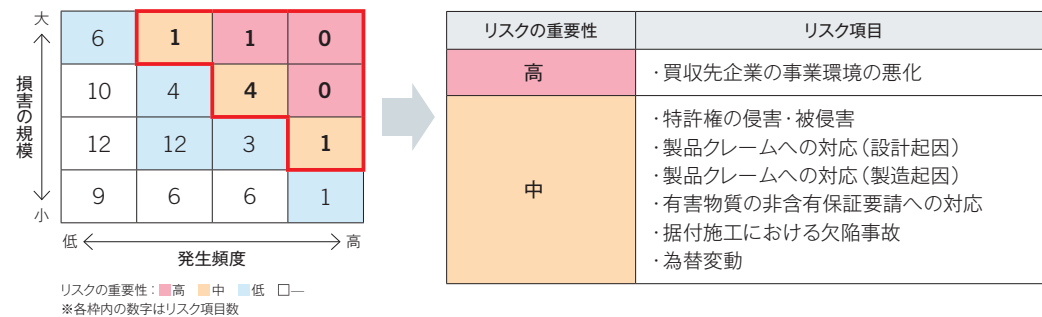 大
損害の規模
小
6 1 1 0
10 4 4 0
12 12 3 1
9 6 6 1
低 高
発生頻度
リスクの重要性：高 中 低 ―
※各枠内の数字はリスク項目数
リスクの重要性 リスク項目
高 ・買収先企業の事業環境の悪化
中
・特許権の侵害・被侵害
・製品クレームへの対応（設計起因）
・製品クレームへの対応（製造起因）
・有害物質の非含有保証要請への対応
・据付施工における欠陥事故
・為替変動